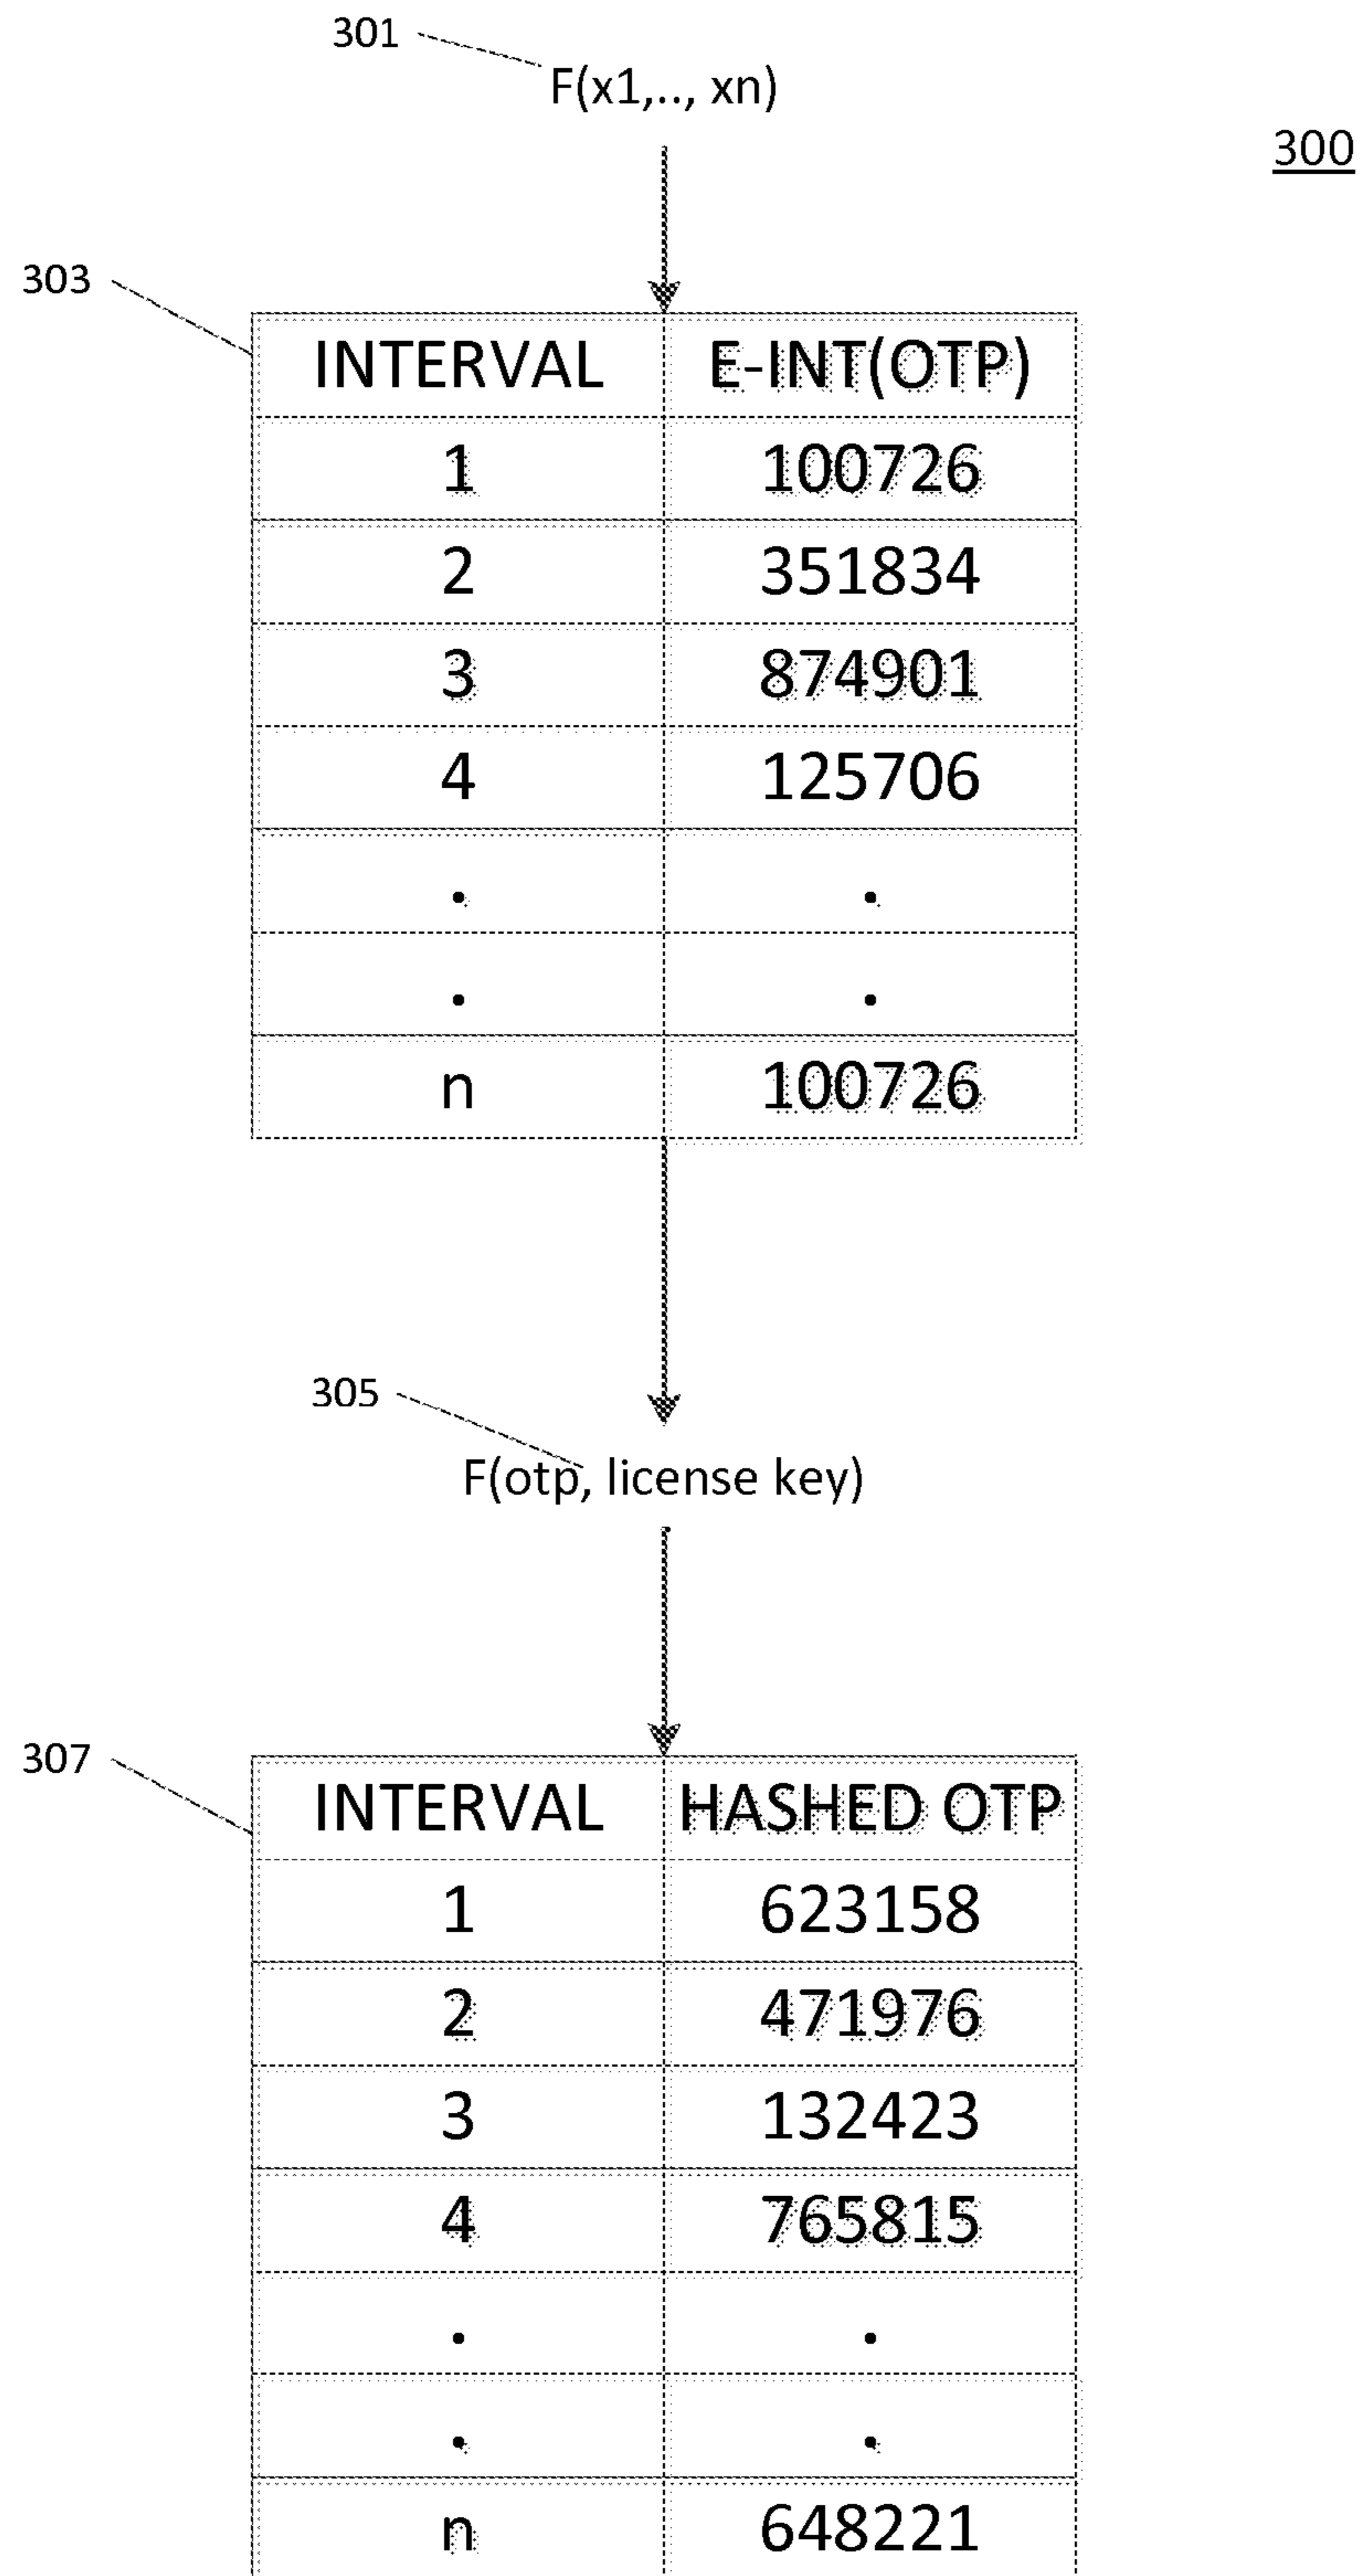 301
F(x1,.., xn)
300
303
INTERVAL E-INT(OTP)
1 100726
2 351834
3 874901
4 125706
. .
. .
n 100726
305
F(otp, license key)
307
INTERVAL HASHED OTP
1 623158
2 471976
3 132423
4 765815
. .
. .
n 648221